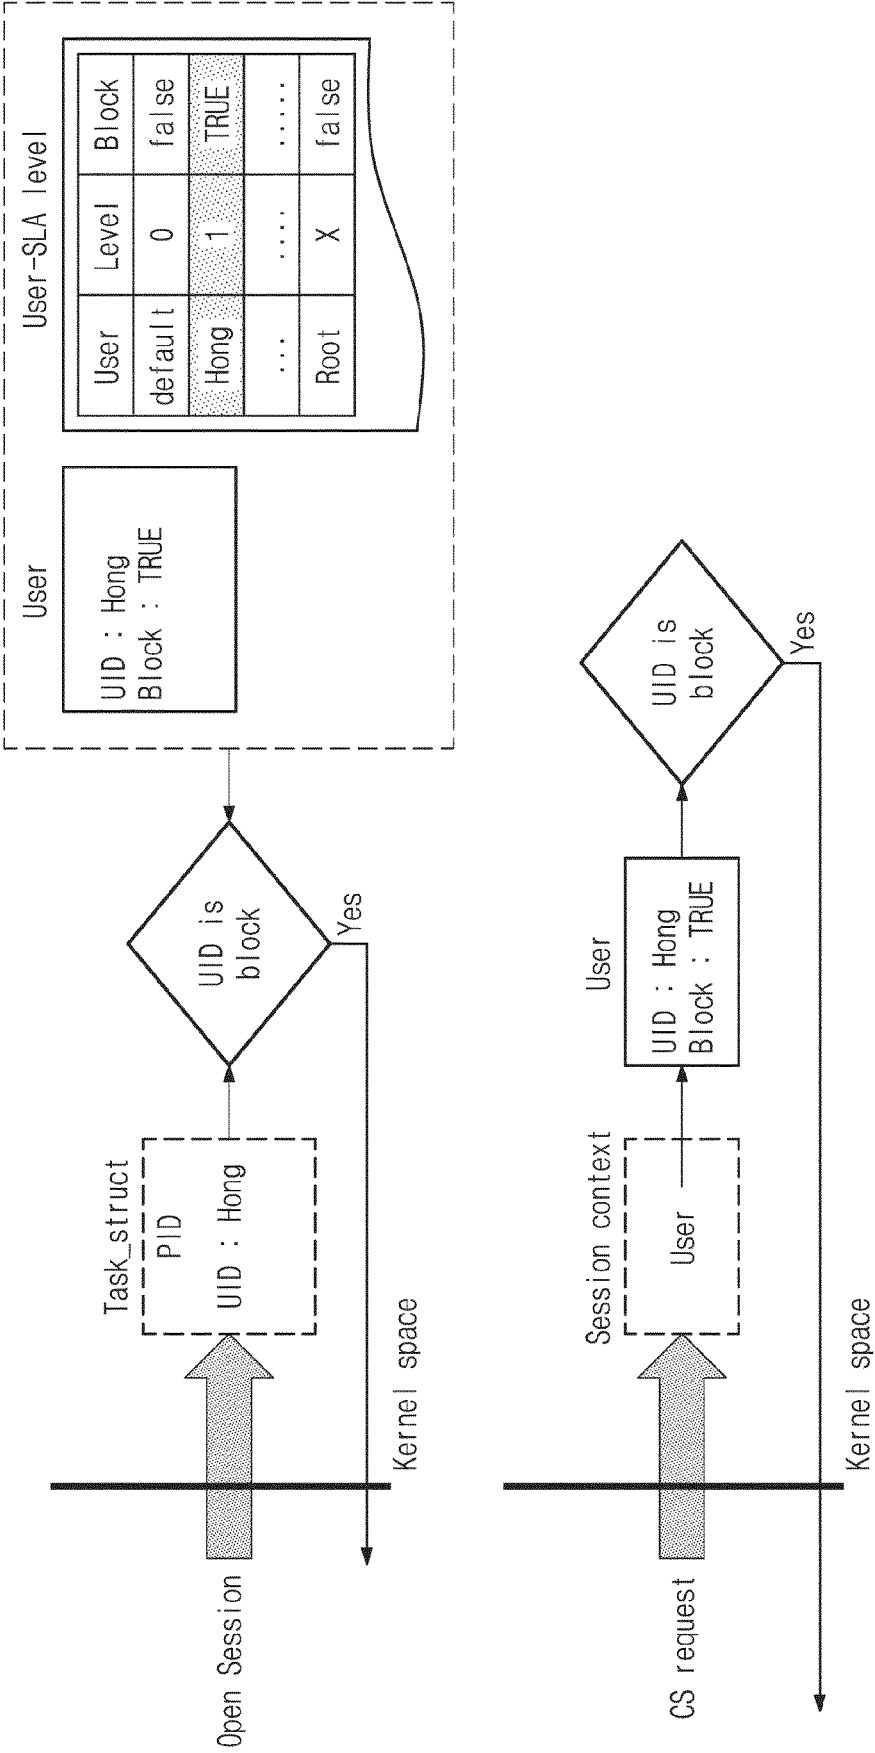 User-SLA level
User Level Block
default 0 false
Hong 1 TRUE
... .... .....
Root X false
User
UID : Hong
Block : TRUE
UID is
block
Yes
Task_struct
PID
UID : Hong
Open Session
Kernel space
CS request
Session context
User
User
UID : Hong
Block : TRUE
UID is
block
Yes
Kernel space